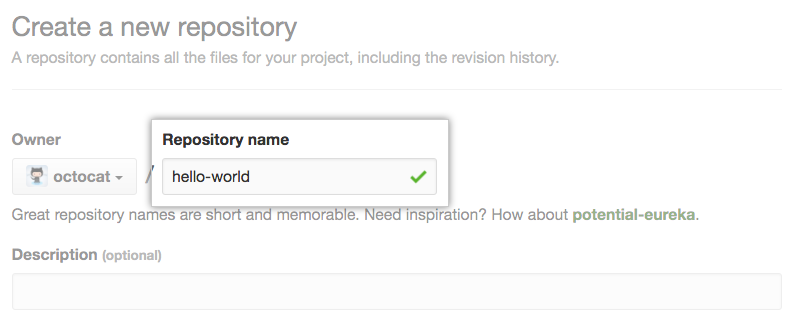 Create a new repository
A repository contains all the files for your project, including the revision history.
Owner
Repository name
octocat
/
hello-world
Great repository names are short and memorable. Need inspiration? How about potential-eureka.
Description (optional)